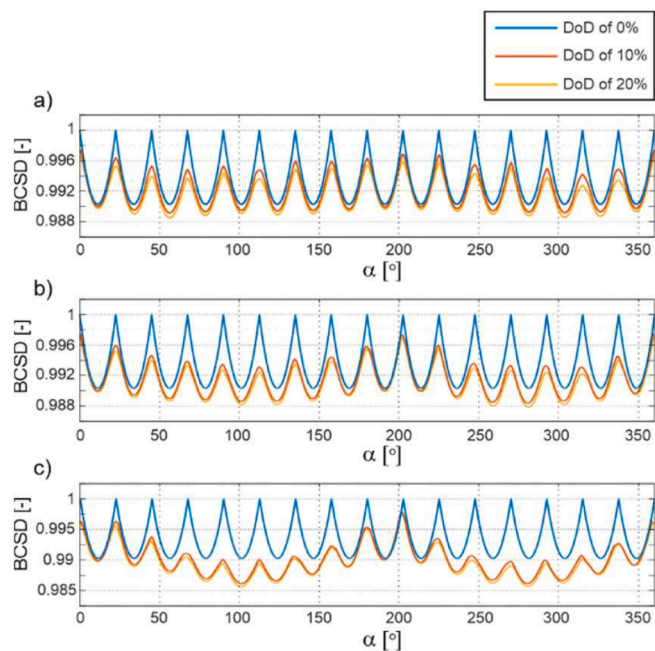 DoD of 0%
DoD of 10%
DoD of 20%
a)
BCSD [-]
1
0.996
0.992
0.988
0 50 100 150 200 250 300 350
α [°]
b)
BCSD [-]
1
0.996
0.992
0.988
0 50 100 150 200 250 300 350
α [°]
c)
BCSD [-]
1
0.995
0.99
0.985
0 50 100 150 200 250 300 350
α [°]